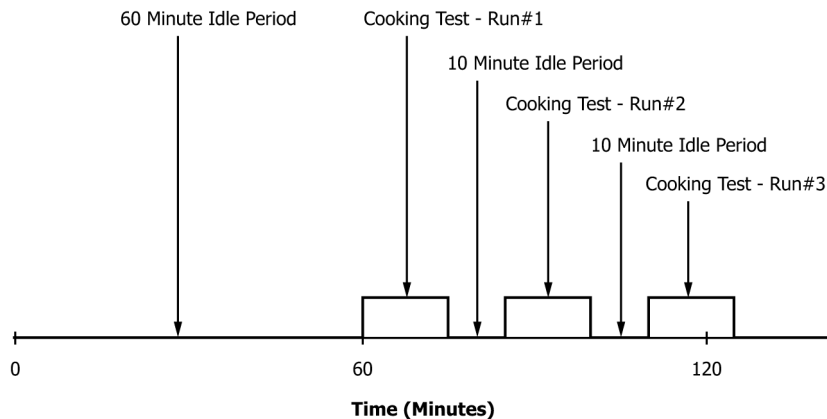 60 Minute Idle Period
Cooking Test - Run#1
10 Minute Idle Period
Cooking Test - Run#2
10 Minute Idle Period
Cooking Test - Run#3
0
60
120
Time (Minutes)